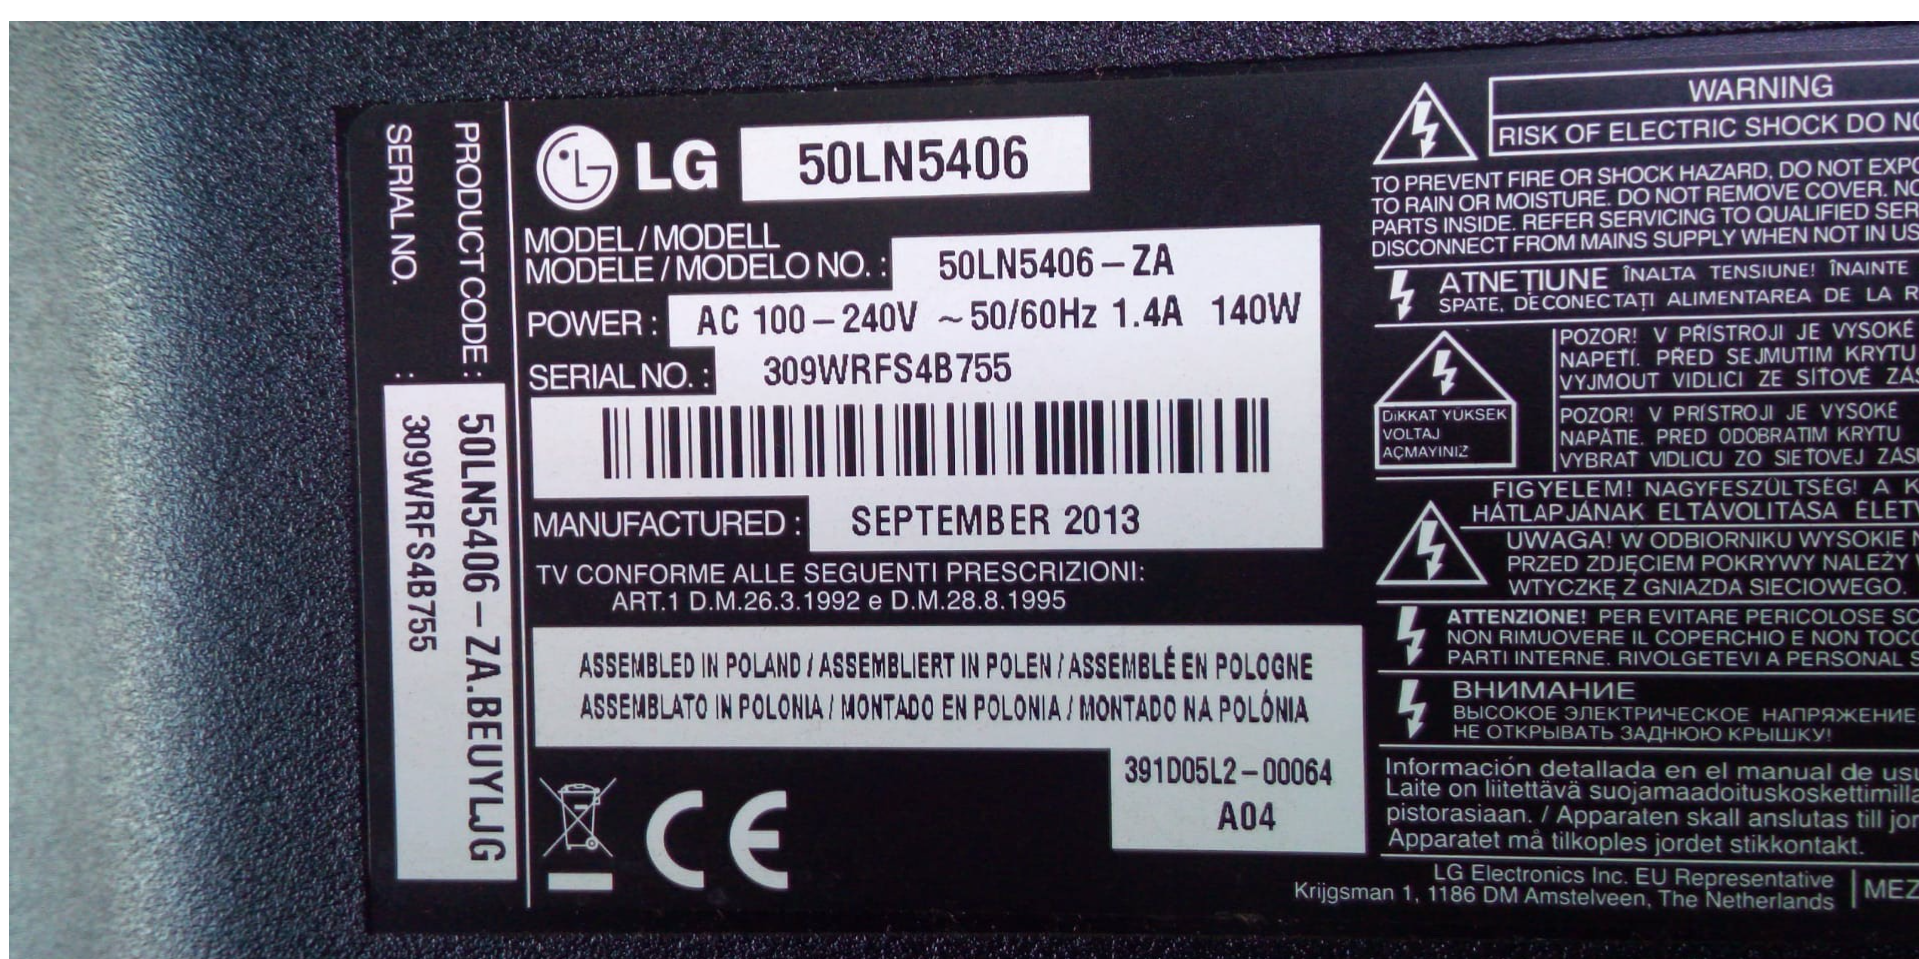 SERIAL NO. : 309WRFS4B755
PRODUCT CODE : 50LN5406-ZA.BEUYLJG
LG 50LN5406
MODEL / MODELL
MODELE / MODELO NO. : 50LN5406-ZA
POWER : AC 100-240V ~50/60Hz 1.4A 140W
SERIAL NO. : 309WRFS4B755
MANUFACTURED : SEPTEMBER 2013
TV CONFORME ALLE SEGUENTI PRESCRIZIONI:
ART.1 D.M.26.3.1992 e D.M.28.8.1995
ASSEMBLED IN POLAND / ASSEMBLIERT IN POLEN / ASSEMBLÉ EN POLOGNE
ASSEMBLATO IN POLONIA / MONTADO EN POLONIA / MONTADO NA POLÓNIA
CE
391D05L2-00064
A04
WARNING
RISK OF ELECTRIC SHOCK DO
TO PREVENT FIRE OR SHOCK HAZARD, DO NOT
TO RAIN OR MOISTURE. DO NOT REMOVE COVER.
PARTS INSIDE. REFER SERVICING TO QUALIFIED
DISCONNECT FROM MAINS SUPPLY WHEN NOT IN
ATNEŢIUNE ÎNALTA TENSIUNE! ÎNAINTE
SPATE, DECONECTAŢI ALIMENTAREA DE LA
POZOR! V PŘÍSTROJI JE VYSOKÉ
NAPETÍ. PŘED SEJMUTIM KRYTU
VYJMOUT VIDLICI ZE SÍŤOVÉ
DiKKAT YÜKSEK
VOLTAJ
AÇMAYINIZ
POZOR! V PRÍSTROJI JE VYSOKÉ
NAPÄTIE. PRED ODOBRATIM KRYTU
VYBRAŤ VIDLICU ZO SIEŤOVEJ
FIGYELEM! NAGYFESZÜLTSÉG! A
HÁTLAPJÁNAK ELTÁVOLITÁSA
UWAGA! W ODBIORNIKU WYSOKIE
PRZED ZDJĘCIEM POKRYWY NALEŻY
WTYCZKĘ Z GNIAZDA SIECIOWEGO.
ATTENZIONE! PER EVITARE PERICOLOSE
NON RIMUOVERE IL COPERCHIO E NON
PARTI INTERNE. RIVOLGETEVI A PERSONAL
ВНИМАНИЕ
ВЫСОКОЕ ЭЛЕКТРИЧЕСКОЕ НАПРЯЖЕНИЕ
НЕ ОТКРЫВАТЬ ЗАДНЮЮ КРЫШКУ!
Información detallada en el manual de
Laite on liitettävä suojamaadoituskoskettimilla
pistorasiaan. / Apparaten skall anslutas till
Apparatet må tilkoples jordet stikkontakt.
LG Electronics Inc. EU Representative
Krijgsman 1, 1186 DM Amstelveen, The Netherlands